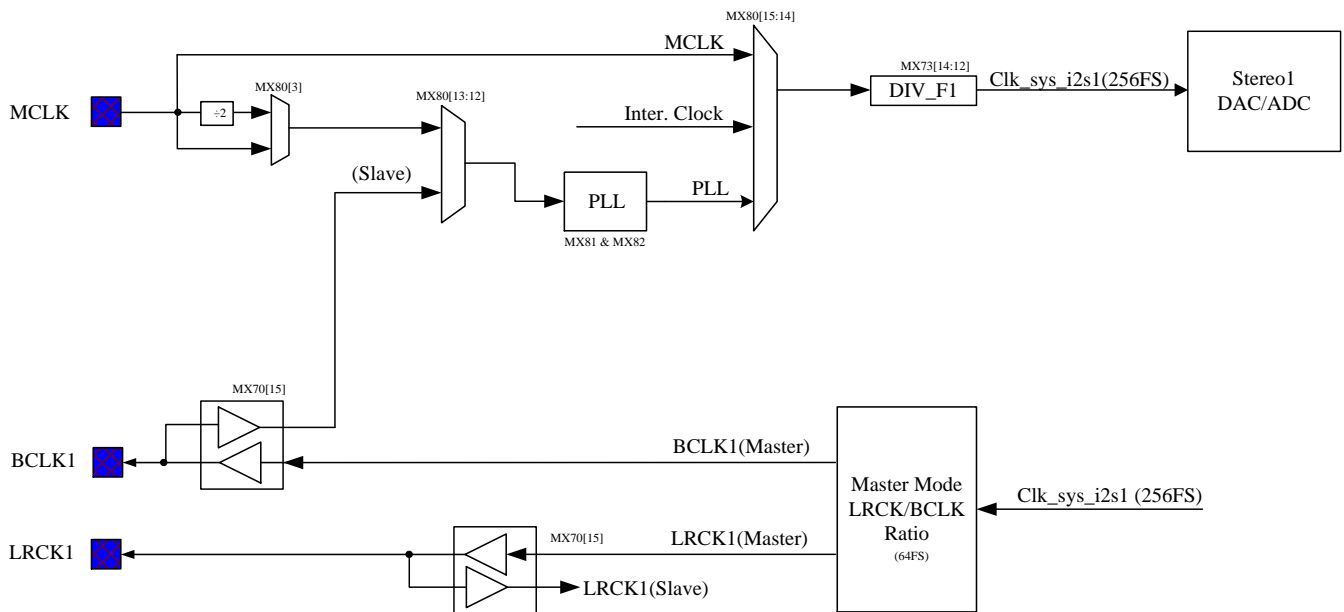 MX80[15:14]
MCLK
MX73[14:12]
Clk_sys_i2s1(256FS)
Stereo1
DAC/ADC
DIV_F1
MX80[3]
MX80[13:12]
MCLK
÷2
Inter. Clock
(Slave)
PLL
PLL
MX81 & MX82
MX70[15]
BCLK1
BCLK1(Master)
Master Mode
LRCK/BCLK
Ratio
(64FS)
Clk_sys_i2s1 (256FS)
LRCK1
MX70[15]
LRCK1(Master)
LRCK1(Slave)